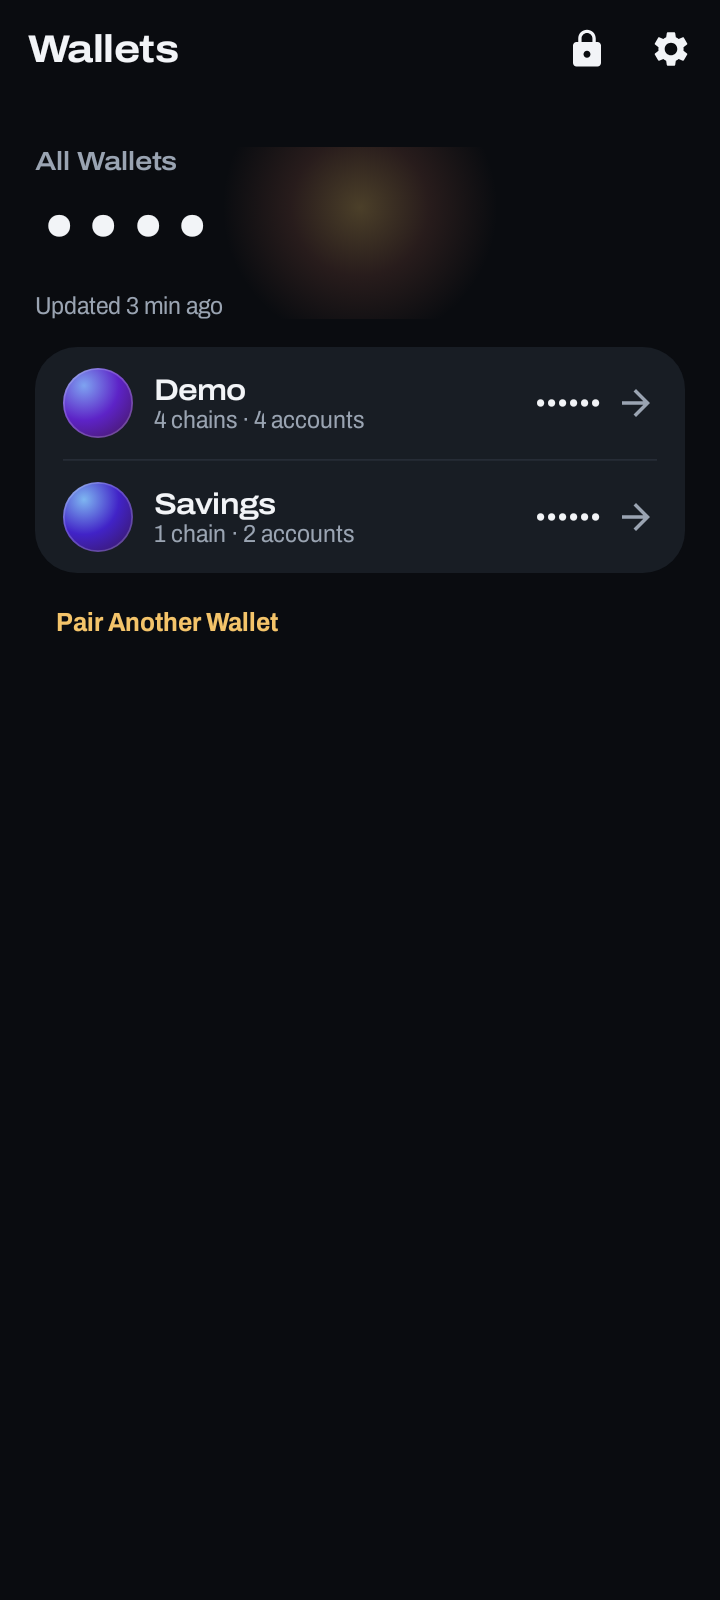 Wallets
All Wallets
••••
Updated 3 min ago
Demo
4 chains · 4 accounts
••••••
Savings
1 chain · 2 accounts
••••••
Pair Another Wallet